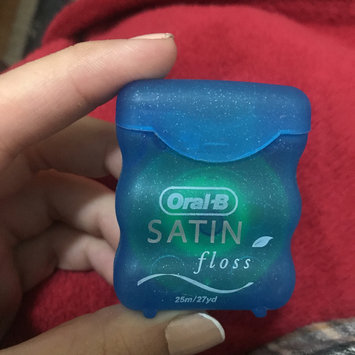 Oral-B
SATIN
floss
25m/27yd